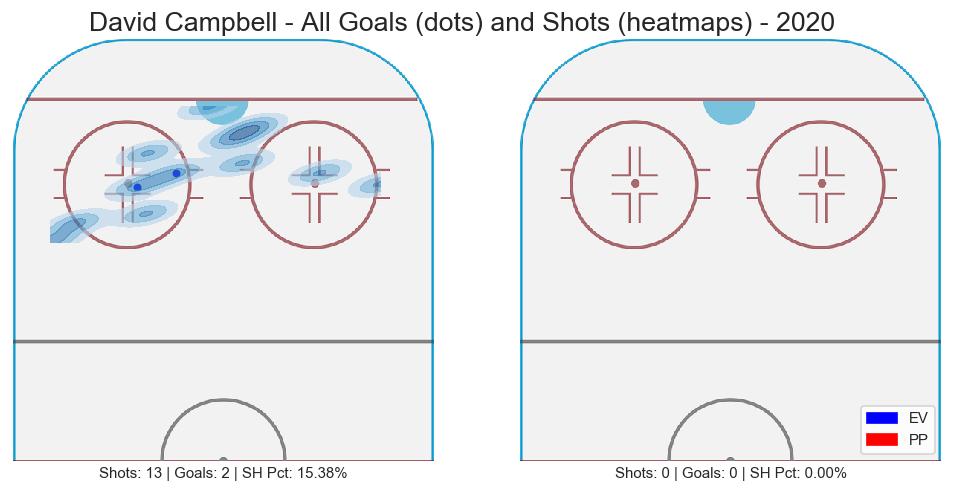 David Campbell - All Goals (dots) and Shots (heatmaps) - 2020
EV
PP
Shots: 13 | Goals: 2 | SH Pct: 15.38%
Shots: 0 | Goals: 0 | SH Pct: 0.00%